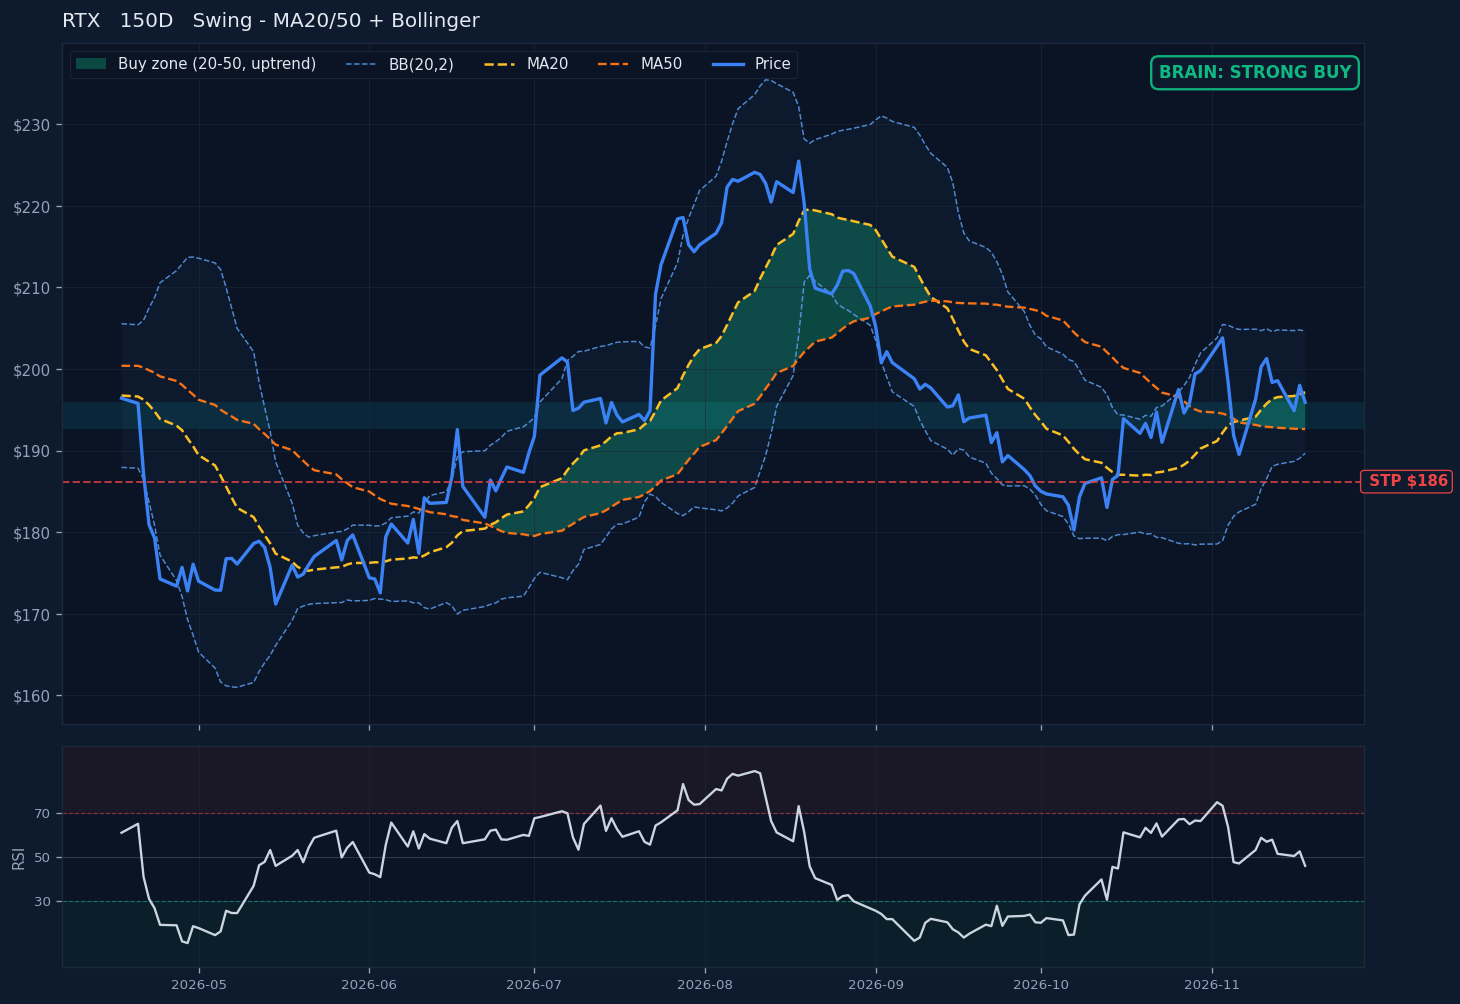 RTX   150D   Swing - MA20/50 + Bollinger
Buy zone (20-50, uptrend)   BB(20,2)   MA20   MA50   Price
BRAIN: STRONG BUY
$230
$220
$210
$200
$190
$180
$170
$160
STP $186
RSI
70
50
30
2026-05   2026-06   2026-07   2026-08   2026-09   2026-10   2026-11